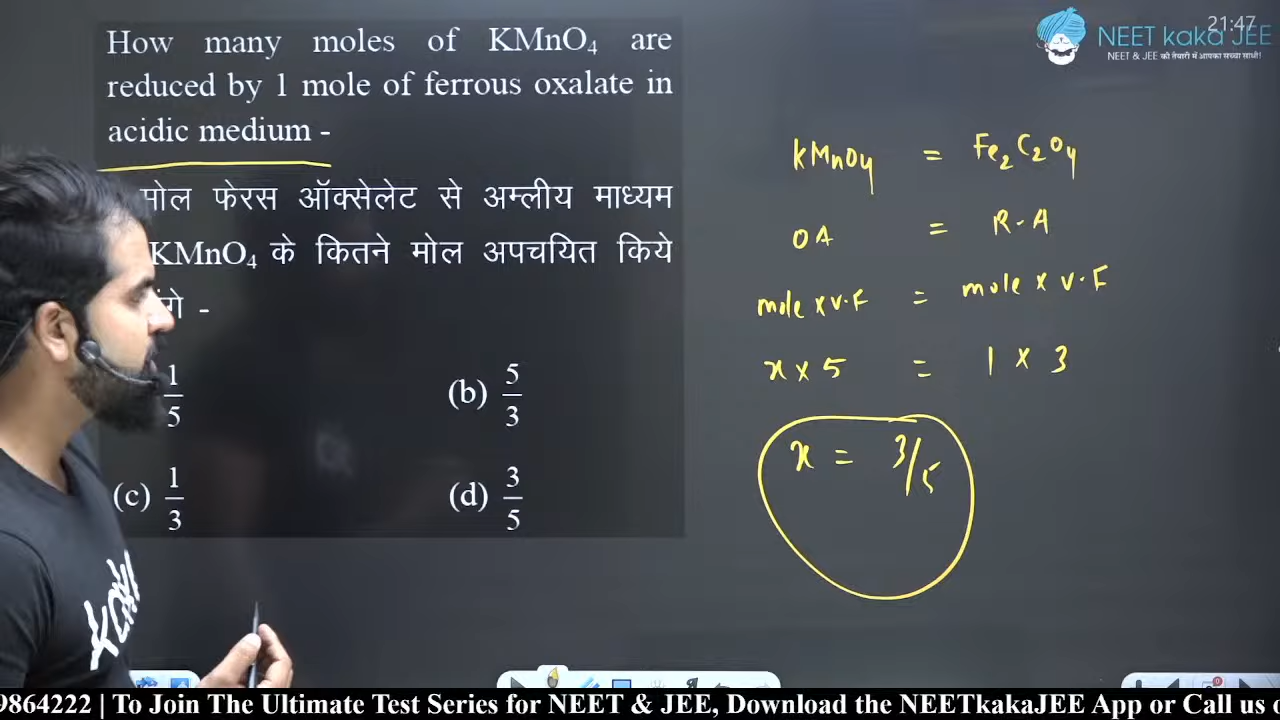 How many moles of KMnO₄ are
reduced by 1 mole of ferrous oxalate in
acidic medium -
मोल फेरस ऑक्सेलेट से अम्लीय माध्यम
KMnO₄ के कितने मोल अपचयित किये
-
1/5
(b) 5/3
(c) 1/3
(d) 3/5
21:47
NEET kaka JEE
NEET & JEE की तैयारी में आपका सच्चा साथी!
KMnO₄ = Fe₂C₂O₄
OA = R-A
mole x v.f = mole x v.f
x x 5 = 1 x 3
x = 3/5
9864222 | To Join The Ultimate Test Series for NEET & JEE, Download the NEETkakaJEE App or Call us